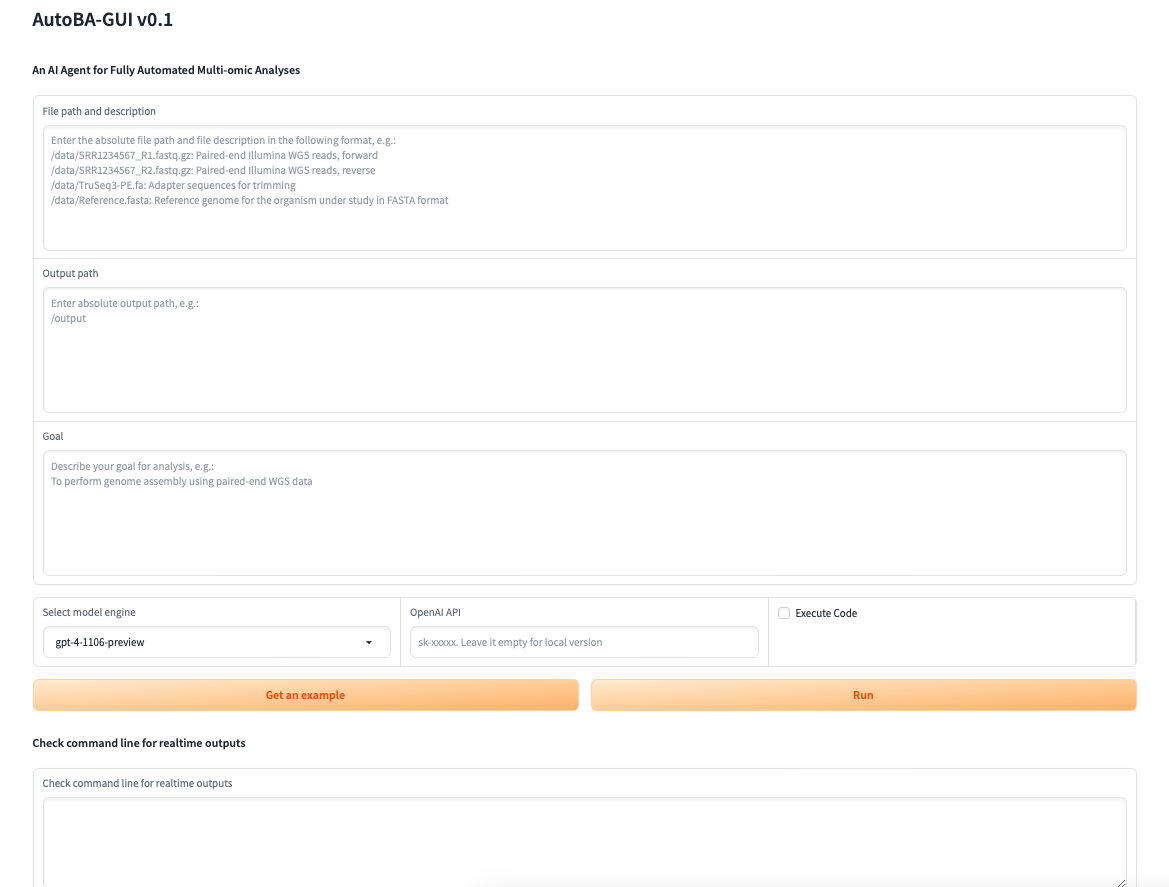 AutoBA-GUI v0.1
An AI Agent for Fully Automated Multi-omic Analyses
File path and description
Enter the absolute file path and file description in the following format, e.g.:
/data/SRR1234567_R1.fastq.gz: Paired-end Illumina WGS reads, forward
/data/SRR1234567_R2.fastq.gz: Paired-end Illumina WGS reads, reverse
/data/TruSeq3-PE.fa: Adapter sequences for trimming
/data/Reference.fasta: Reference genome for the organism under study in FASTA format
Output path
Enter absolute output path, e.g.:
/output
Goal
Describe your goal for analysis, e.g.:
To perform genome assembly using paired-end WGS data
Select model engine
gpt-4-1106-preview
OpenAI API
sk-xxxxx. Leave it empty for local version
Execute Code
Get an example
Run
Check command line for realtime outputs
Check command line for realtime outputs